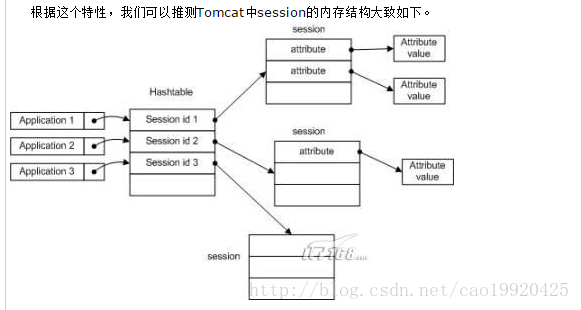 根据这个特性，我们可以推测Tomcat中session的内存结构大致如下。
session
attribute
Attribute
value
attribute
Attribute
value
Hashtable
Application 1
Session id 1
Application 2
Session id 2
Application 3
Session id 3
session
attribute
Attribute
value
session
IT168.com
http://blog.csdn.net/cao19920425